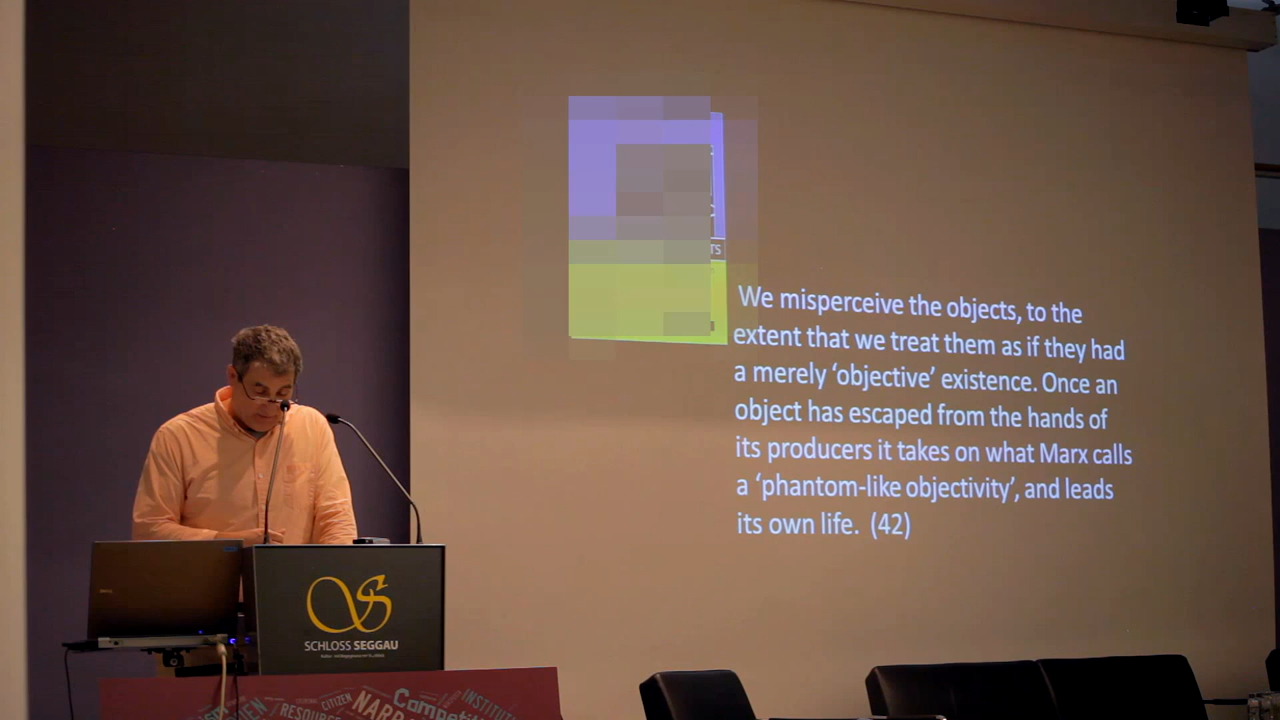 TS
We misperceive the objects, to the
extent that we treat them as if they had
a merely ‘objective’ existence. Once an
object has escaped from the hands of
its producers it takes on what Marx calls
a ‘phantom-like objectivity’, and leads
its own life. (42)
SCHLOSS SEGGAU
CITIZEN